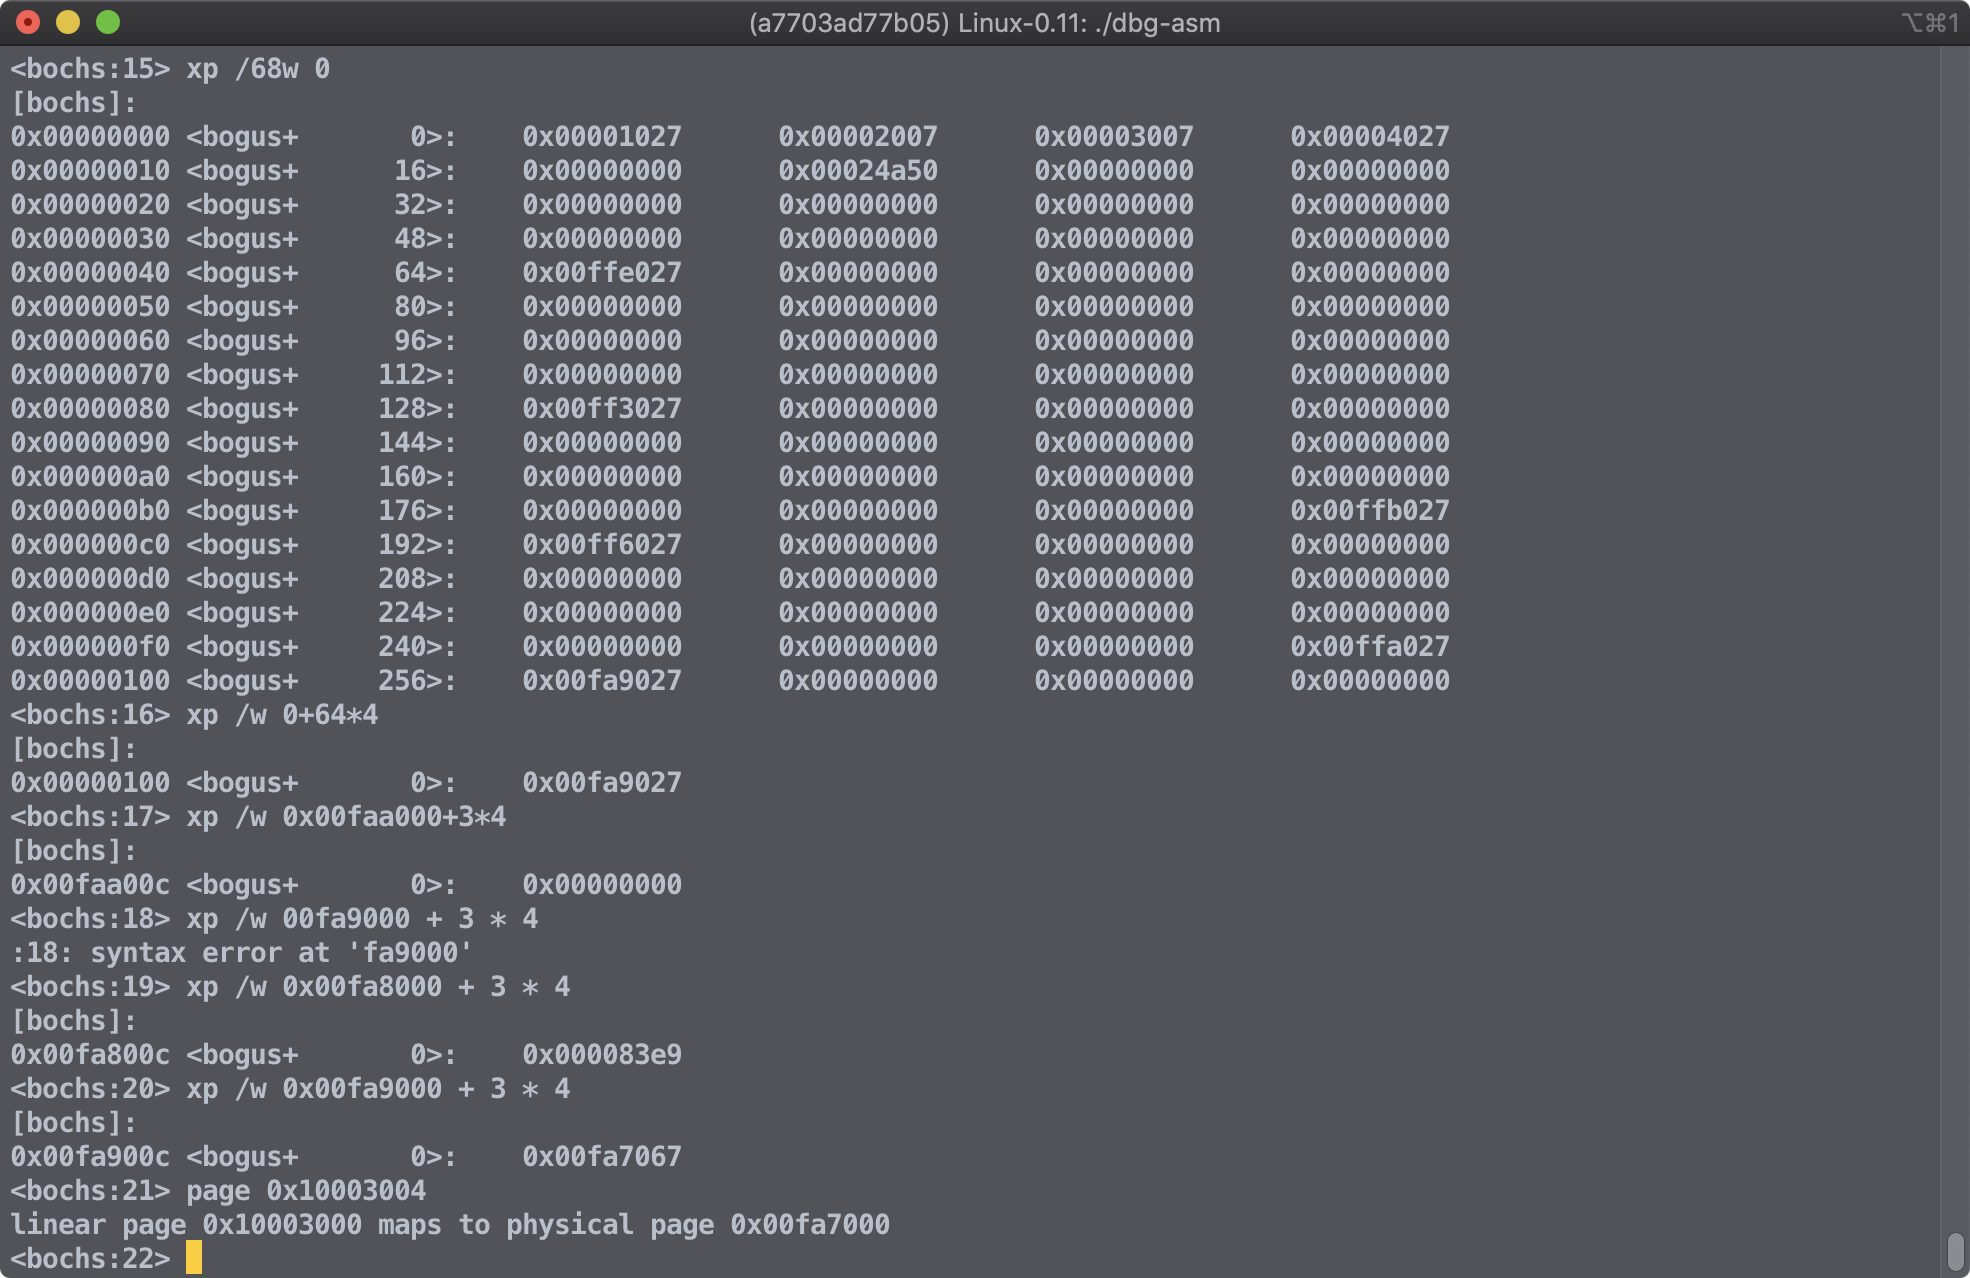 (a7703ad77b05) Linux-0.11: ./dbg-asm ⌥⌘1
<bochs:15> xp /68w 0
[bochs]:
0x00000000 <bogus+       0>:    0x00001027      0x00002007      0x00003007      0x00004027
0x00000010 <bogus+      16>:    0x00000000      0x00024a50      0x00000000      0x00000000
0x00000020 <bogus+      32>:    0x00000000      0x00000000      0x00000000      0x00000000
0x00000030 <bogus+      48>:    0x00000000      0x00000000      0x00000000      0x00000000
0x00000040 <bogus+      64>:    0x00ffe027      0x00000000      0x00000000      0x00000000
0x00000050 <bogus+      80>:    0x00000000      0x00000000      0x00000000      0x00000000
0x00000060 <bogus+      96>:    0x00000000      0x00000000      0x00000000      0x00000000
0x00000070 <bogus+     112>:    0x00000000      0x00000000      0x00000000      0x00000000
0x00000080 <bogus+     128>:    0x00ff3027      0x00000000      0x00000000      0x00000000
0x00000090 <bogus+     144>:    0x00000000      0x00000000      0x00000000      0x00000000
0x000000a0 <bogus+     160>:    0x00000000      0x00000000      0x00000000      0x00000000
0x000000b0 <bogus+     176>:    0x00000000      0x00000000      0x00000000      0x00ffb027
0x000000c0 <bogus+     192>:    0x00ff6027      0x00000000      0x00000000      0x00000000
0x000000d0 <bogus+     208>:    0x00000000      0x00000000      0x00000000      0x00000000
0x000000e0 <bogus+     224>:    0x00000000      0x00000000      0x00000000      0x00000000
0x000000f0 <bogus+     240>:    0x00000000      0x00000000      0x00000000      0x00ffa027
0x00000100 <bogus+     256>:    0x00fa9027      0x00000000      0x00000000      0x00000000
<bochs:16> xp /w 0+64*4
[bochs]:
0x00000100 <bogus+       0>:    0x00fa9027
<bochs:17> xp /w 0x00faa000+3*4
[bochs]:
0x00faa00c <bogus+       0>:    0x00000000
<bochs:18> xp /w 00fa9000 + 3 * 4
:18: syntax error at 'fa9000'
<bochs:19> xp /w 0x00fa8000 + 3 * 4
[bochs]:
0x00fa800c <bogus+       0>:    0x000083e9
<bochs:20> xp /w 0x00fa9000 + 3 * 4
[bochs]:
0x00fa900c <bogus+       0>:    0x00fa7067
<bochs:21> page 0x10003004
linear page 0x10003000 maps to physical page 0x00fa7000
<bochs:22>